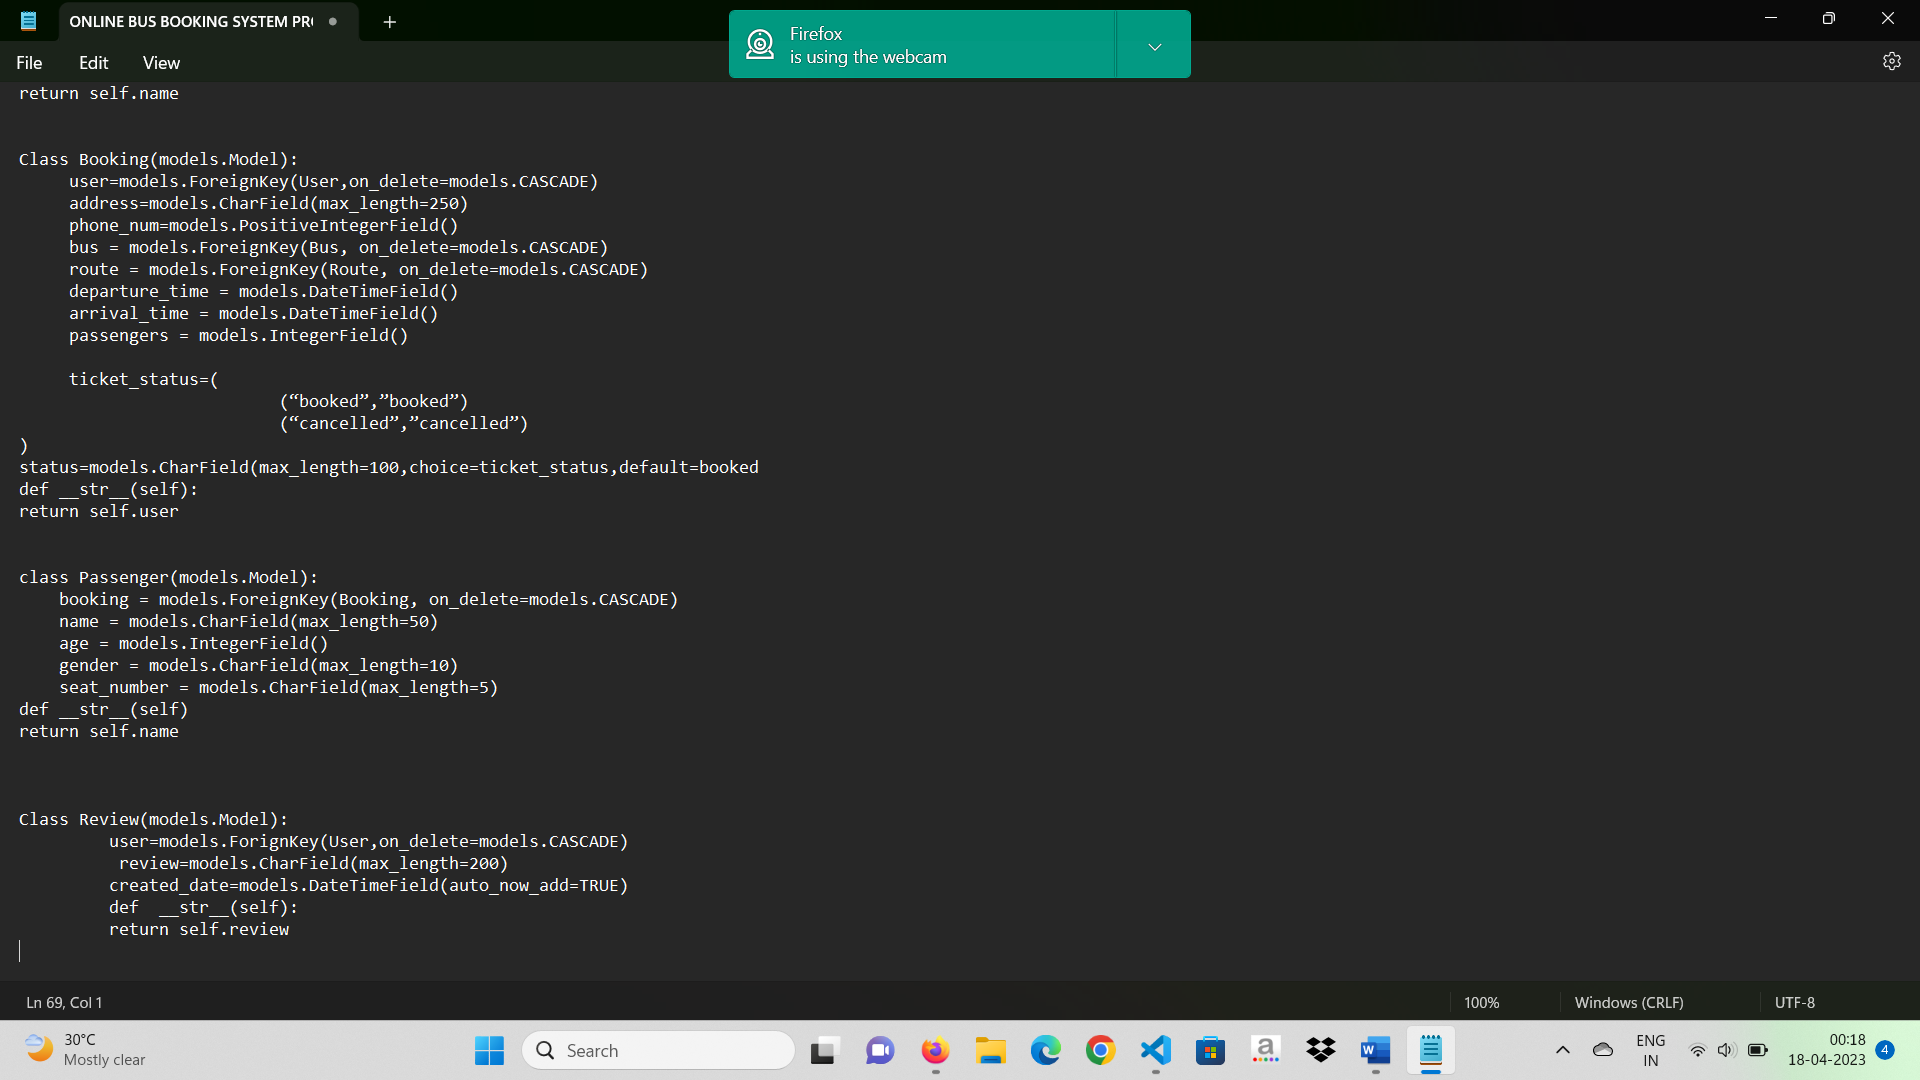 ONLINE BUS BOOKING SYSTEM PR
Firefox
is using the webcam
File Edit View
return self.name
Class Booking(models.Model):
user=models.ForeignKey(User,on_delete=models.CASCADE)
address=models.CharField(max_length=250)
phone_num=models.PositiveIntegerField()
bus = models.ForeignKey(Bus, on_delete=models.CASCADE)
route = models.ForeignKey(Route, on_delete=models.CASCADE)
departure_time = models.DateTimeField()
arrival_time = models.DateTimeField()
passengers = models.IntegerField()
ticket_status=(
(“booked”,”booked”)
(“cancelled”,”cancelled”)
)
status=models.CharField(max_length=100,choice=ticket_status,default=booked
def __str__(self):
return self.user
class Passenger(models.Model):
booking = models.ForeignKey(Booking, on_delete=models.CASCADE)
name = models.CharField(max_length=50)
age = models.IntegerField()
gender = models.CharField(max_length=10)
seat_number = models.CharField(max_length=5)
def __str__(self)
return self.name
Class Review(models.Model):
user=models.ForignKey(User,on_delete=models.CASCADE)
review=models.CharField(max_length=200)
created_date=models.DateTimeField(auto_now_add=TRUE)
def __str__(self):
return self.review
Ln 69, Col 1 100% Windows (CRLF) UTF-8
30°C
Mostly clear
Search
ENG
IN
00:18
18-04-2023
4